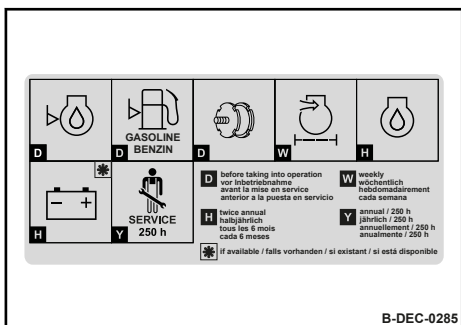 D
GASOLINE
BENZIN
D
D
W
H
H
SERVICE
250 h
Y
D before taking into operation
vor Inbetriebnahme
avant la mise en service
anterior a la puesta en servicio
W weekly
wöchentlich
hebdomadairement
cada semana
H twice annual
halbjährlich
tous les 6 mois
cada 6 meses
Y annual / 250 h
jährlich / 250 h
annuellement / 250 h
anualmente / 250 h
if available / falls vorhanden / si existant / si está disponible
B-DEC-0285